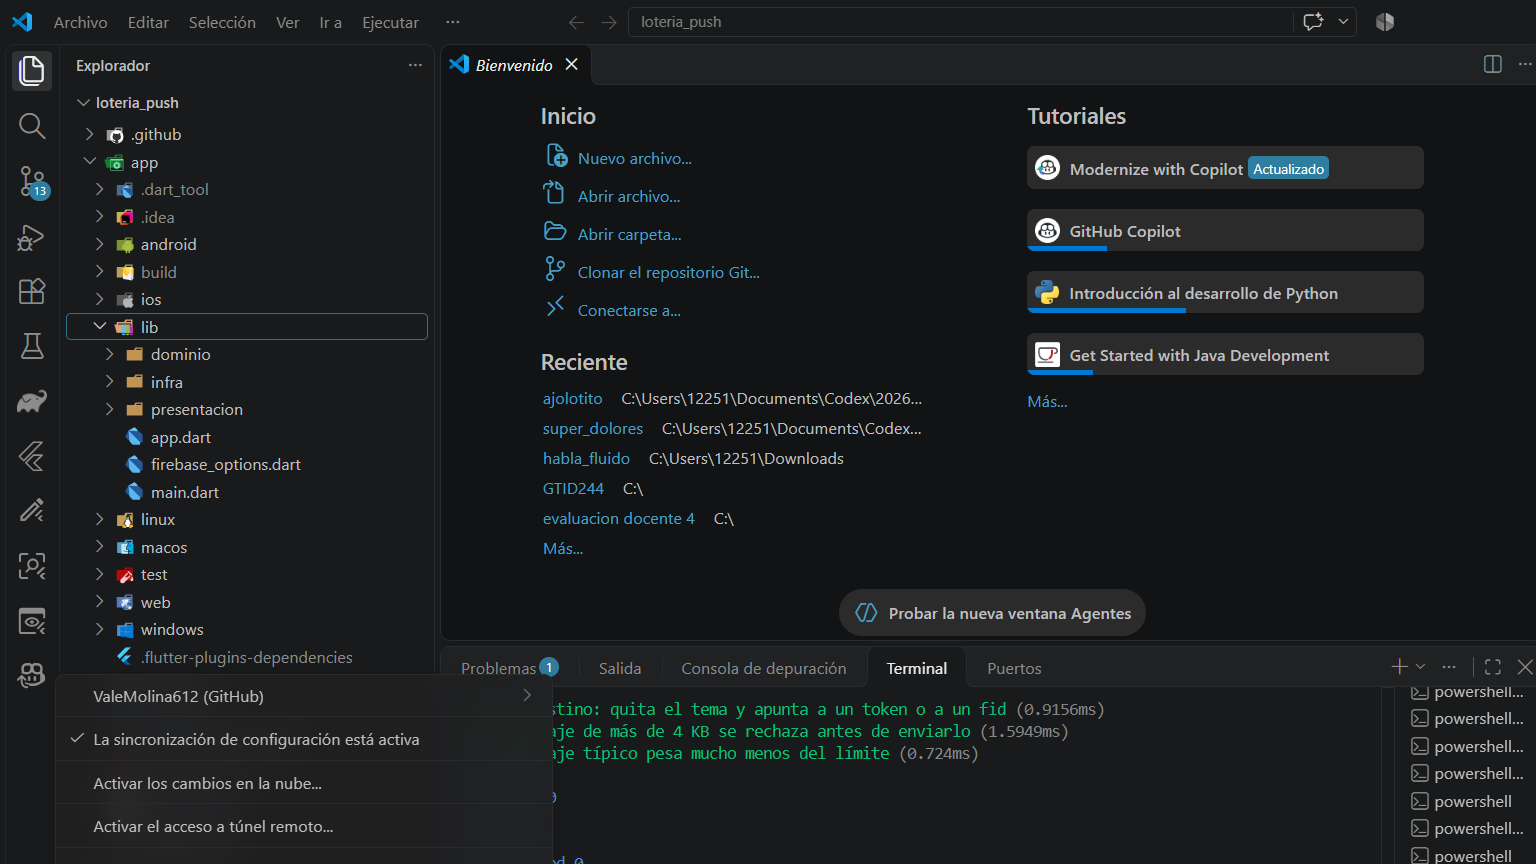 Archivo Editar Selección Ver Ir a Ejecutar ··· loteria_push
Explorador ···
loteria_push
.github
app
.dart_tool
.idea
android
build
ios
lib
dominio
infra
presentacion
app.dart
firebase_options.dart
main.dart
linux
macos
test
web
windows
.flutter-plugins-dependencies
13
Bienvenido
Inicio
Nuevo archivo...
Abrir archivo...
Abrir carpeta...
Clonar el repositorio Git...
Conectarse a...
Reciente
ajolotito C:\Users\12251\Documents\Codex\2026...
super_dolores C:\Users\12251\Documents\Codex...
habla_fluido C:\Users\12251\Downloads
GTID244 C:\
evaluacion docente 4 C:\
Más...
Tutoriales
Modernize with Copilot Actualizado
GitHub Copilot
Introducción al desarrollo de Python
Get Started with Java Development
Más...
Probar la nueva ventana Agentes
Problemas 1 Salida Consola de depuración Terminal Puertos
stino: quita el tema y apunta a un token o a un fid (0.9156ms)
aje de más de 4 KB se rechaza antes de enviarlo (1.5949ms)
aje típico pesa mucho menos del límite (0.724ms)
ed 0
powershell...
powershell...
powershell...
powershell...
powershell
powershell...
powershell
ValeMolina612 (GitHub)
La sincronización de configuración está activa
Activar los cambios en la nube...
Activar el acceso a túnel remoto...